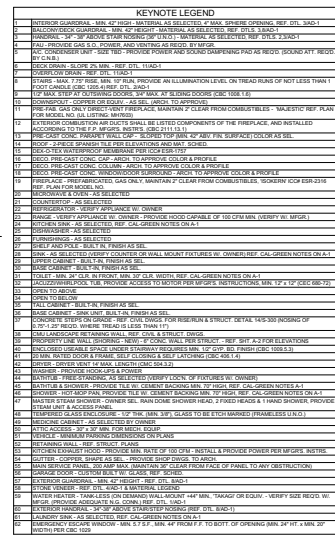 KEYNOTE LEGEND
1 INTERIOR GUARDRAIL - MIN. 42" HIGH - MATERIAL AS SELECTED, 4" MAX. SPHERE OPENING, REF. DTL. 3/AD-1
2 BALCONY/DECK GUARDRAIL - MIN. 42" HEIGHT - MATERIAL AS SELECTED, REF. DTLS. 3,8/AD-1
3 HANDRAIL - 34" - 38" ABOVE STAIR NOSING (36" U.N.O.) - MATERIAL AS SELECTED, REF. DTLS. 2,3/AD-1
4 FAU - PROVIDE GAS S.O., POWER, AND VENTING AS REQ'D. BY MFGR.
5 A/C. CONDENSER UNIT - SIZE TBD - PROVIDE POWER AND SOUND DAMPENING PAD AS REQ'D. (SOUND ATT. REQ'D. BY C.N.B.)
6 DECK DRAIN - SLOPE 2% MIN. - REF. DTL. 11/AD-1
7 OVERFLOW DRAIN - REF. DTL. 11/AD-1
8 STAIRS - MAX. 7.75" RISE, MIN. 10" RUN, PROVIDE AN ILLUMINATION LEVEL ON TREAD RUNS OF NOT LESS THAN 1
FOOT CANDLE (CBC 1205.4) REF. DTL. 2/AD-1
9 1/2" MAX. STEP AT OUTSWING DOORS, 3/4" MAX. AT SLIDING DOORS (CBC 1008.1.6)
10 DOWNSPOUT - COPPER OR EQUIV. - AS SEL. (ARCH. TO APPROVE)
11 PRE-FAB. GAS ONLY DIRECT-VENT FIREPLACE, MAINTAIN 2" CLEAR FROM COMBUSTIBLES - 'MAJESTIC' REF. PLAN
FOR MODEL NO. (UL LISTING: MH7603)
12 EXTERIOR COMBUSTION AIR DUCTS SHALL BE LISTED COMPONENTS OF THE FIREPLACE, AND INSTALLED
ACCORDING TO THE F.P. MFGR'S. INSTR'S. (CBC 2111.13.1)
13 PRE-CAST CONC. PARAPET WALL CAP - SLOPED TOP (MIN. 42" ABV. FIN. SURFACE) COLOR AS SEL.
14 ROOF - 2-PIECE SPANISH TILE PER ELEVATIONS AND MAT. SCHED.
15 DEX-O-TEX WATERPROOF MEMBRANE PER ICC# ESR-1757
16 DECO. PRE-CAST CONC. CAP - ARCH. TO APPROVE COLOR & PROFILE
17 DECO. PRE-CAST CONC. COLUMN - ARCH. TO APPROVE COLOR & PROFILE
18 DECO. PRE-CAST CONC. WINDOW/DOOR SURROUND - ARCH. TO APPROVE COLOR & PROFILE
19 FIREPLACE - PREFABRICATED, GAS ONLY, MAINTAIN 2" CLEAR FROM COMBUSTIBLES, 'ISOKERN' ICC# ESR-2316
REF. PLAN FOR MODEL NO.
20 MICROWAVE & OVEN - AS SELECTED
21 COUNTERTOP - AS SELECTED
22 REFRIGERATOR - VERIFY APPLIANCE W/. OWNER
23 RANGE - VERIFY APPLIANCE W/. OWNER - PROVIDE HOOD CAPABLE OF 100 CFM MIN. (VERIFY W/. MFGR.)
24 KITCHEN SINK - AS SELECTED, REF. CAL-GREEN NOTES ON A-1
25 DISHWASHER - AS SELECTED
26 FURNISHINGS - AS SELECTED
27 SHELF AND POLE - BUILT IN, FINISH AS SEL.
28 SINK - AS SELECTED (VERIFY COUNTER OR WALL MOUNT FIXTURES W/. OWNER) REF. CAL-GREEN NOTES ON A-1
29 UPPER CABINET - BUILT-IN, FINISH AS SEL.
30 BASE CABINET - BUILT-IN, FINISH AS SEL.
31 TOILET - MIN. 24" CLR. IN FRONT, MIN. 30" CLR. WIDTH, REF. CAL-GREEN NOTES ON A-1
32 JACUZZI/WHIRLPOOL TUB, PROVIDE ACCESS TO MOTOR PER MFGR'S. INSTRUCTIONS, MIN. 12" x 12" (CEC 680-72)
33 OPEN TO ABOVE
34 OPEN TO BELOW
35 TALL CABINET - BUILT-IN, FINISH AS SEL.
36 BASE CABINET - SINK UNIT, BUILT-IN, FINISH AS SEL.
37 CONCRETE STEPS ON GRADE - REF. CIVIL DWGS. FOR RISE/RUN & STRUCT. DETAIL 14/S-300 (NOSING OF
0.75"-1.25" REQ'D. WHERE TREAD IS LESS THAN 11")
38 CMU LANDSCAPE RETAINING WALL, REF. CIVIL & STRUCT. DWGS.
39 PROPERTY LINE WALL (SHORING - NEW) - 6" CONC. WALL PER STRUCT. - REF. SHT. A-2 FOR ELEVATIONS
40 ENCLOSED USEABLE SPACE UNDER STAIRWAY REQUIRES MIN. 1/2" GYP. BD. FINISH (CBC 1009.5.3)
41 20 MIN. RATED DOOR & FRAME, SELF CLOSING & SELF LATCHING (CBC 406.1.4)
42 DRYER - DRYER VENT 14' MAX. LENGTH (CMC 504.3.2)
43 WASHER - PROVIDE HOOK-UPS & POWER
44 BATHTUB - FREE-STANDING, AS SELECTED (VERIFY LOC'N. OF FIXTURES W/. OWNER)
45 BATHTUB & SHOWER - PROVIDE TILE W/. CEMENT BACKING MIN. 70" HIGH, REF. CAL-GREEN NOTES ON A-1
46 SHOWER - HOT-MOP PAN, PROVIDE TILE W/. CEMENT BACKING MIN. 70" HIGH, REF. CAL-GREEN NOTES ON A-1
47 MASTER STEAM SHOWER - OWNER SEL. RAIN DOME SHOWER HEAD, 2 FIXED HEADS & 1 HAND SHOWER, PROVIDE
STEAM UNIT & ACCESS PANEL
48 TEMPERED GLASS ENCLOSURE - 1/2" THK. (MIN. 3/8"), GLASS TO BE ETCH MARKED (FRAMELESS U.N.O.)
49 MEDICINE CABINET - AS SELECTED BY OWNER
50 ATTIC ACCESS - 30" x 30" MIN. FOR MECH. EQUIP.
51 VEHICLE - MINIMUM PARKING DIMENSIONS ON PLANS
52 RETAINING WALL - REF. STRUCT. PLANS
53 KITCHEN EXHAUST HOOD - PROVIDE MIN. RATE OF 100 CFM - INSTALL & PROVIDE POWER PER MFGR'S. INSTRS.
54 GUTTER - COPPER, SHAPE AS SEL. - PROVIDE SHOP DWGS. TO ARCH.
55 MAIN SERVICE PANEL, 200 AMP MAX. (MAINTAIN 36" CLEAR FROM FACE OF PANEL TO ANY OBSTRUCTION)
56 GARAGE DOOR - CUSTOM BUILT W/. GLASS, REF. SCHED.
57 EXTERIOR GUARDRAIL - MIN. 42" HEIGHT - REF. DTL. 8/AD-1
58 STONE VENEER - REF. DTL. 4/AD-1 & MATERIAL LEGEND
59 WATER HEATER - TANK-LESS (ON DEMAND) WALL-MOUNT +44" MIN., 'TAKAGI' OR EQUIV. - VERIFY SIZE REQ'D. W/.
MFGR. (PROVIDE ADEQUATE N.G. CONN.) REF. DTL. 1/AD-1
60 EXTERIOR HANDRAIL - 34"-38" ABOVE STAIR/STEP NOSING (REF. DTL. 8/AD-1)
61 LAUNDRY SINK - AS SELECTED, REF. CAL-GREEN NOTES ON A-1
62 EMERGENCY ESCAPE WINDOW - MIN. 5.7 S.F., MIN. 44" FROM F.F. TO BOTT. OF OPENING (MIN. 24" HT. x MIN. 20"
WIDTH) PER CBC 1029